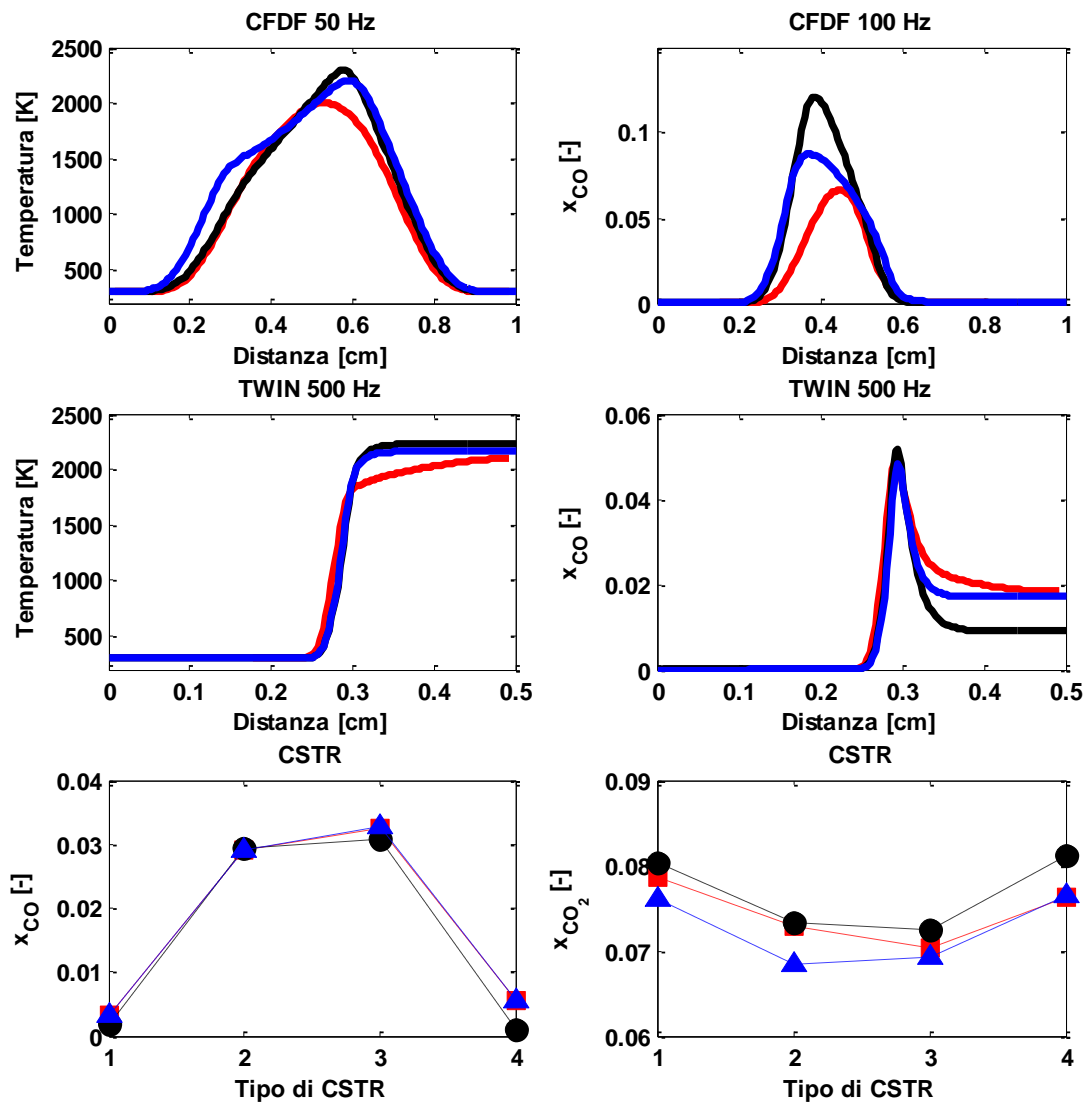 CFDF 50 Hz
Temperatura [K]
2500
2000
1500
1000
500
0 0.2 0.4 0.6 0.8 1
Distanza [cm]
CFDF 100 Hz
xCO [-]
0.1
0.05
0
0 0.2 0.4 0.6 0.8 1
Distanza [cm]
TWIN 500 Hz
Temperatura [K]
2500
2000
1500
1000
500
0 0.1 0.2 0.3 0.4 0.5
Distanza [cm]
TWIN 500 Hz
xCO [-]
0.06
0.04
0.02
0
0 0.1 0.2 0.3 0.4 0.5
Distanza [cm]
CSTR
xCO [-]
0.04
0.03
0.02
0.01
0
1 2 3 4
Tipo di CSTR
CSTR
xCO2 [-]
0.09
0.08
0.07
0.06
1 2 3 4
Tipo di CSTR